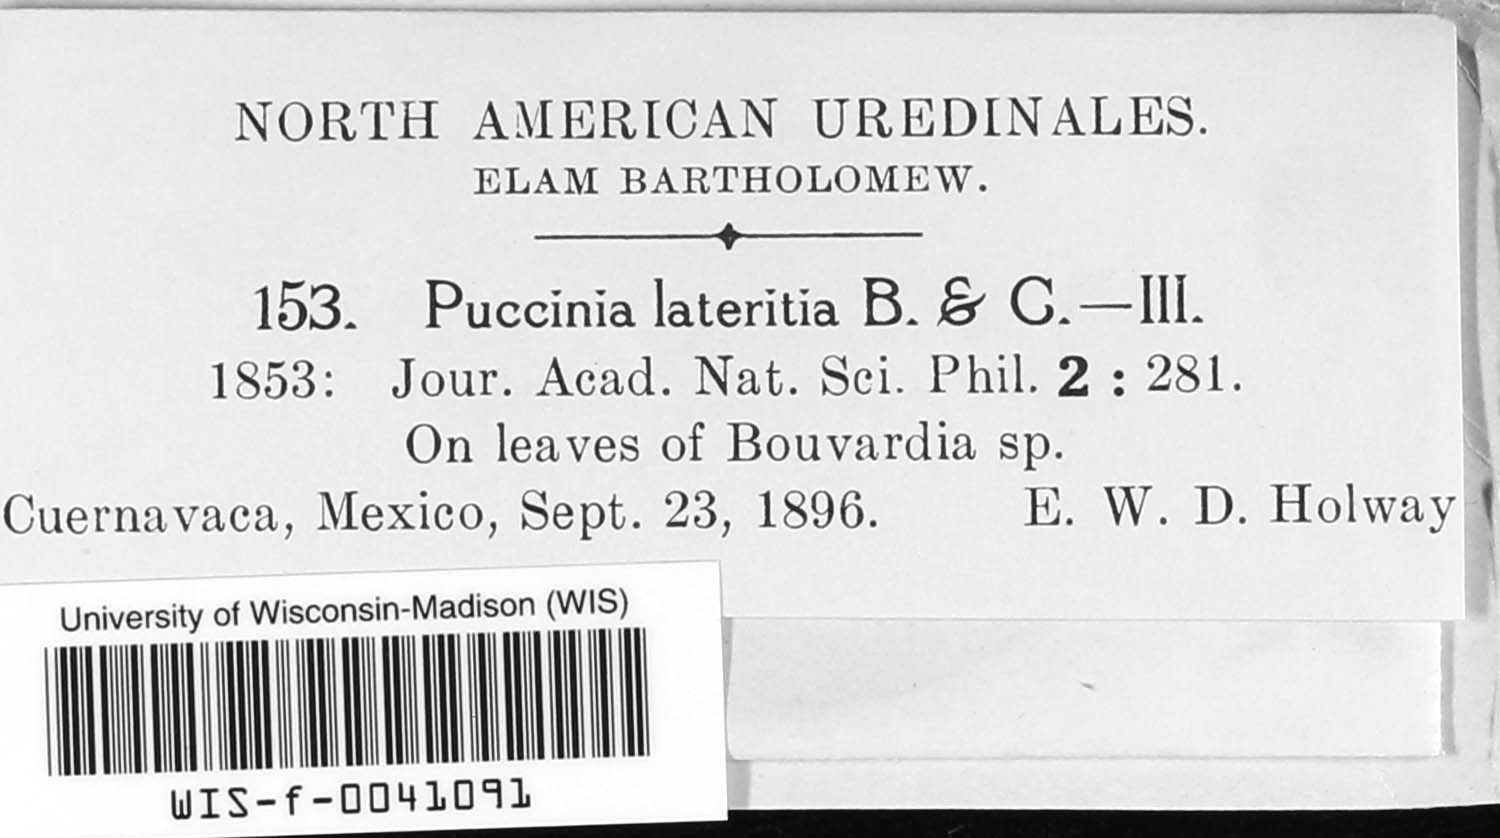 NORTH AMERICAN UREDINALES.
ELAM BARTHOLOMEW.
153. Puccinia lateritia B. & C.—III.
1853: Jour. Acad. Nat. Sci. Phil. 2 : 281.
On leaves of Bouvardia sp.
Cuernavaca, Mexico, Sept. 23, 1896. E. W. D. Holway
University of Wisconsin-Madison (WIS)
WIS-f-0041091